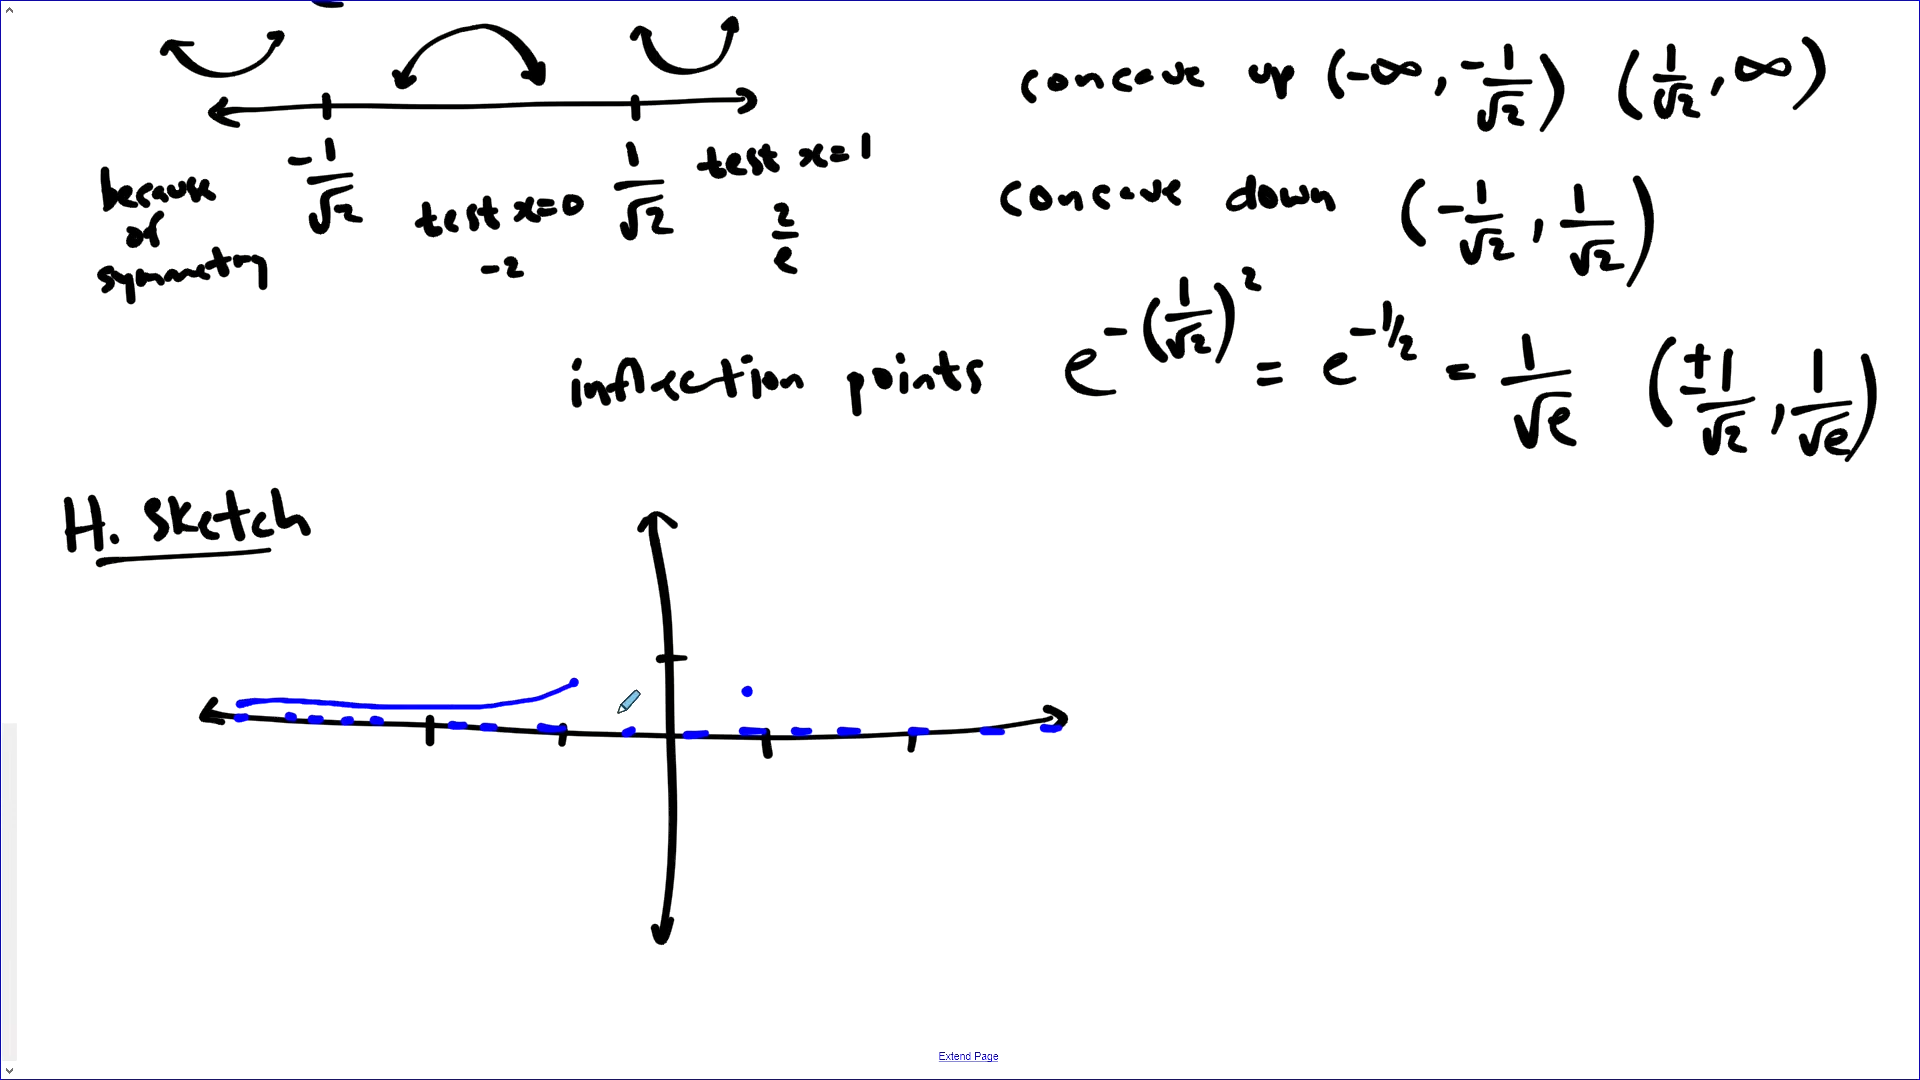 concave up (-∞, -1/√2) (1/√2, ∞)
because of symmetry
-1/√2
test x=0
-2
1/√2
test x=1
2/e
concave down (-1/√2, 1/√2)
inflection points e^-(1/√2)^2 = e^-1/2 = 1/√e (±1/√2, 1/√e)
H. Sketch
Extend Page